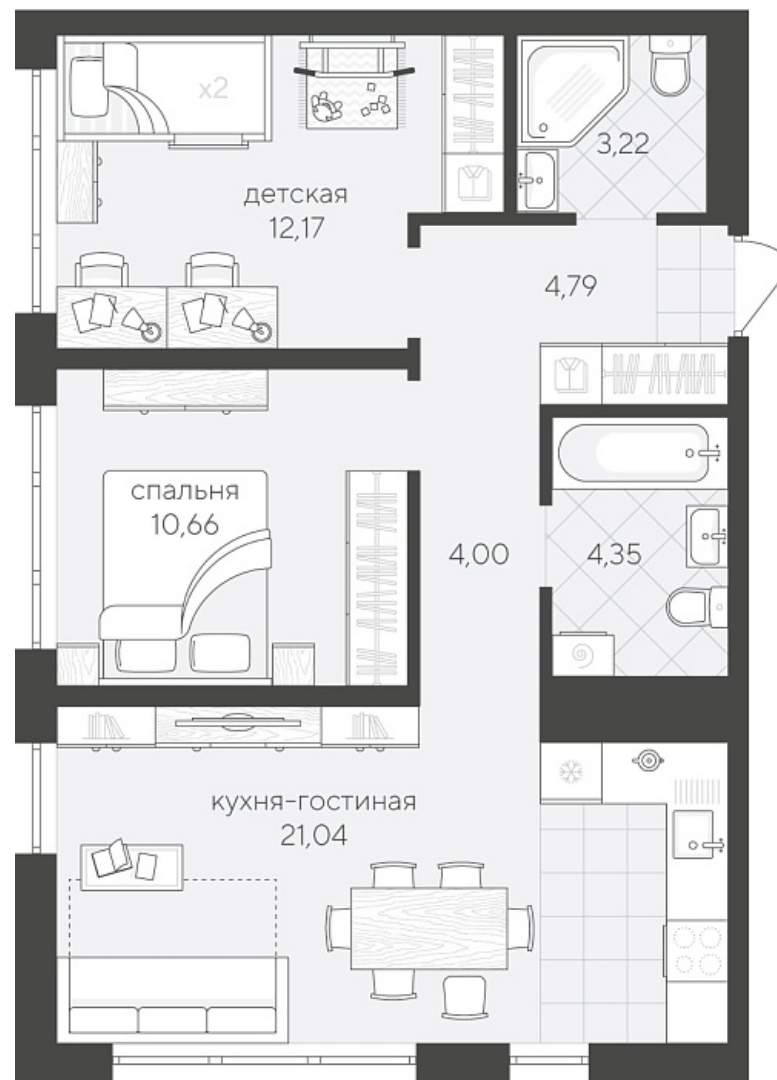 x2
3,22
детская
12,17
4,79
спальня
10,66
4,00
4,35
кухня-гостиная
21,04